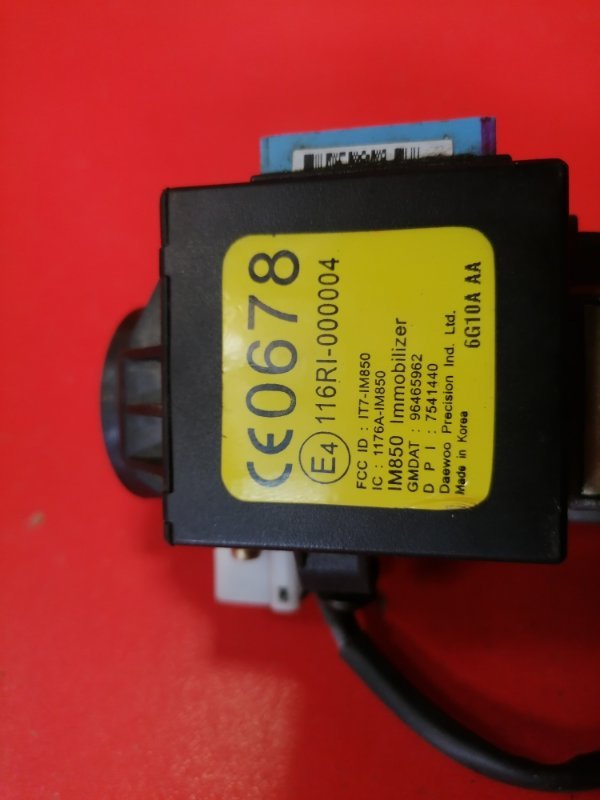 CE0678
E4 116RI-000004
FCC ID : IT7-IM850
IC : 1176A-IM850
IM850 Immobilizer
GMDAT : 96465962
D P I : 7541440
Daewoo Precision Ind. Ltd.
Made in Korea
6G10A AA